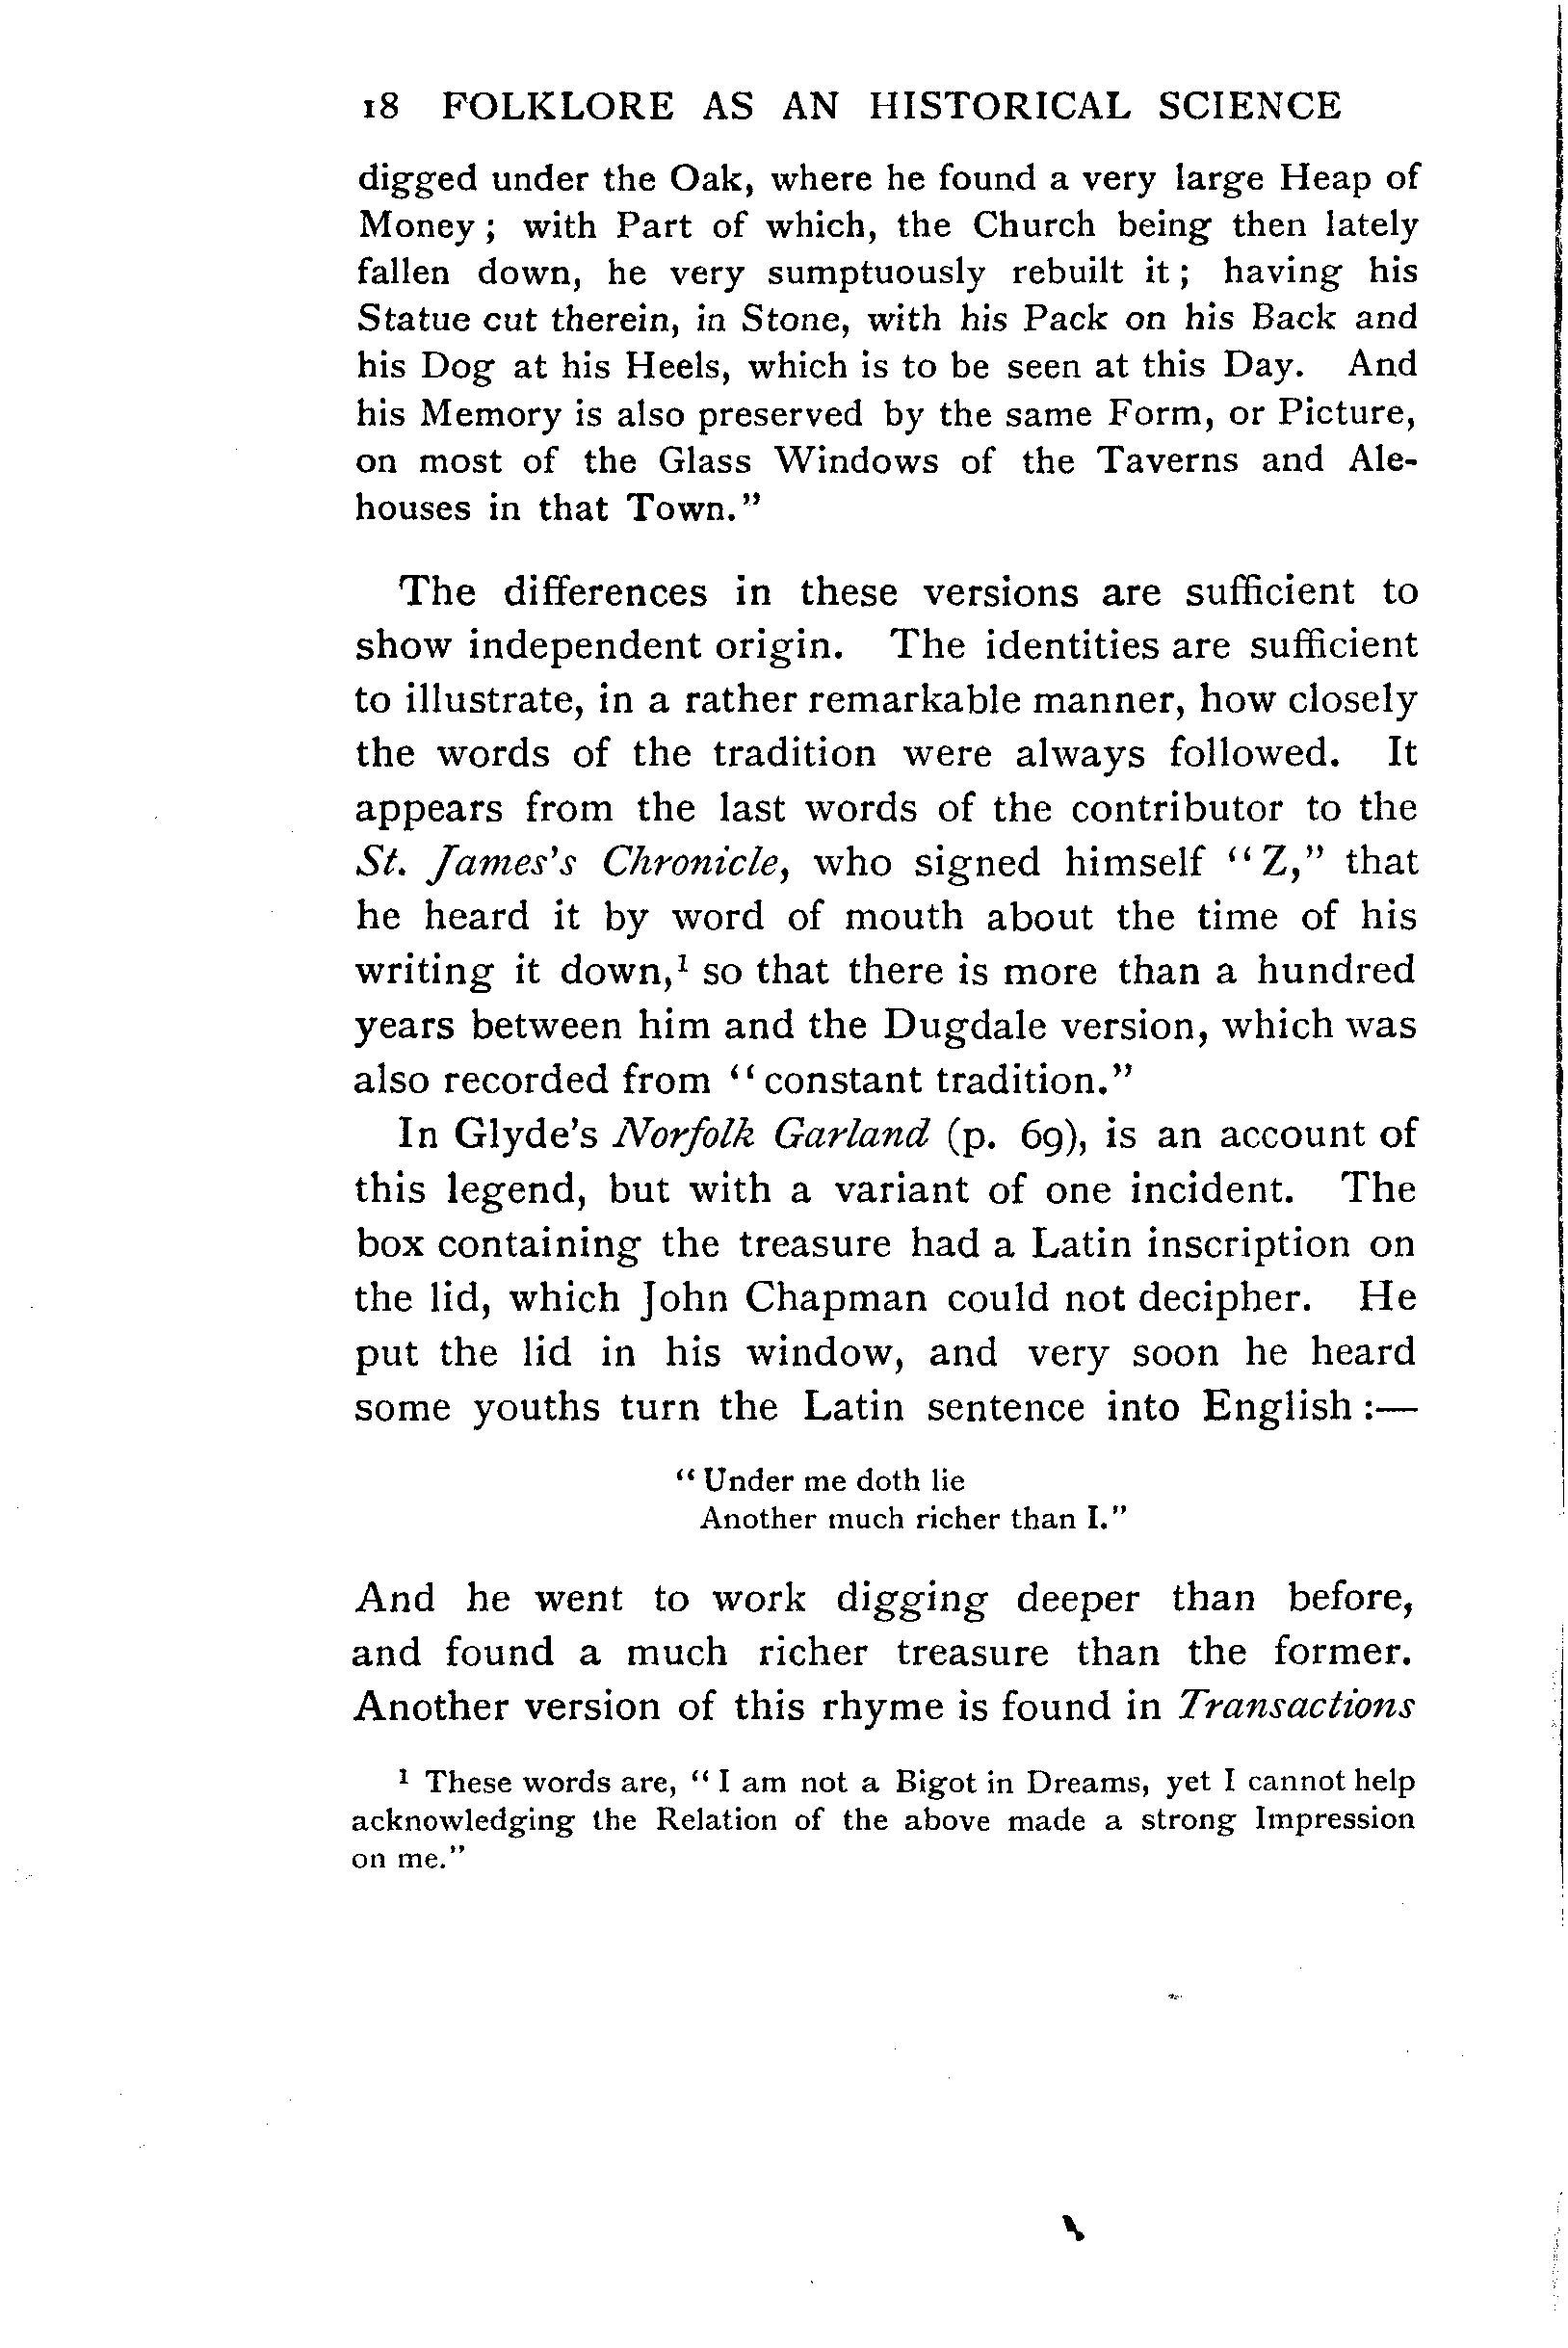 18 FOLKLORE AS AN HISTORICAL SCIENCE
digged under the Oak, where he found a very large Heap of
Money ; with Part of which, the Church being then lately
fallen down, he very sumptuously rebuilt it ; having his
Statue cut therein, in Stone, with his Pack on his Back and
his Dog at his Heels, which is to be seen at this Day. And
his Memory is also preserved by the same Form, or Picture,
on most of the Glass Windows of the Taverns and Ale-
houses in that Town.”
The differences in these versions are sufficient to
show independent origin. The identities are sufficient
to illustrate, in a rather remarkable manner, how closely
the words of the tradition were always followed. It
appears from the last words of the contributor to the
St. James's Chronicle, who signed himself “Z,” that
he heard it by word of mouth about the time of his
writing it down,¹ so that there is more than a hundred
years between him and the Dugdale version, which was
also recorded from “constant tradition.”
In Glyde's Norfolk Garland (p. 69), is an account of
this legend, but with a variant of one incident. The
box containing the treasure had a Latin inscription on
the lid, which John Chapman could not decipher. He
put the lid in his window, and very soon he heard
some youths turn the Latin sentence into English :—
“Under me doth lie
Another much richer than I.”
And he went to work digging deeper than before,
and found a much richer treasure than the former.
Another version of this rhyme is found in Transactions
¹ These words are, “I am not a Bigot in Dreams, yet I cannot help
acknowledging the Relation of the above made a strong Impression
on me.”